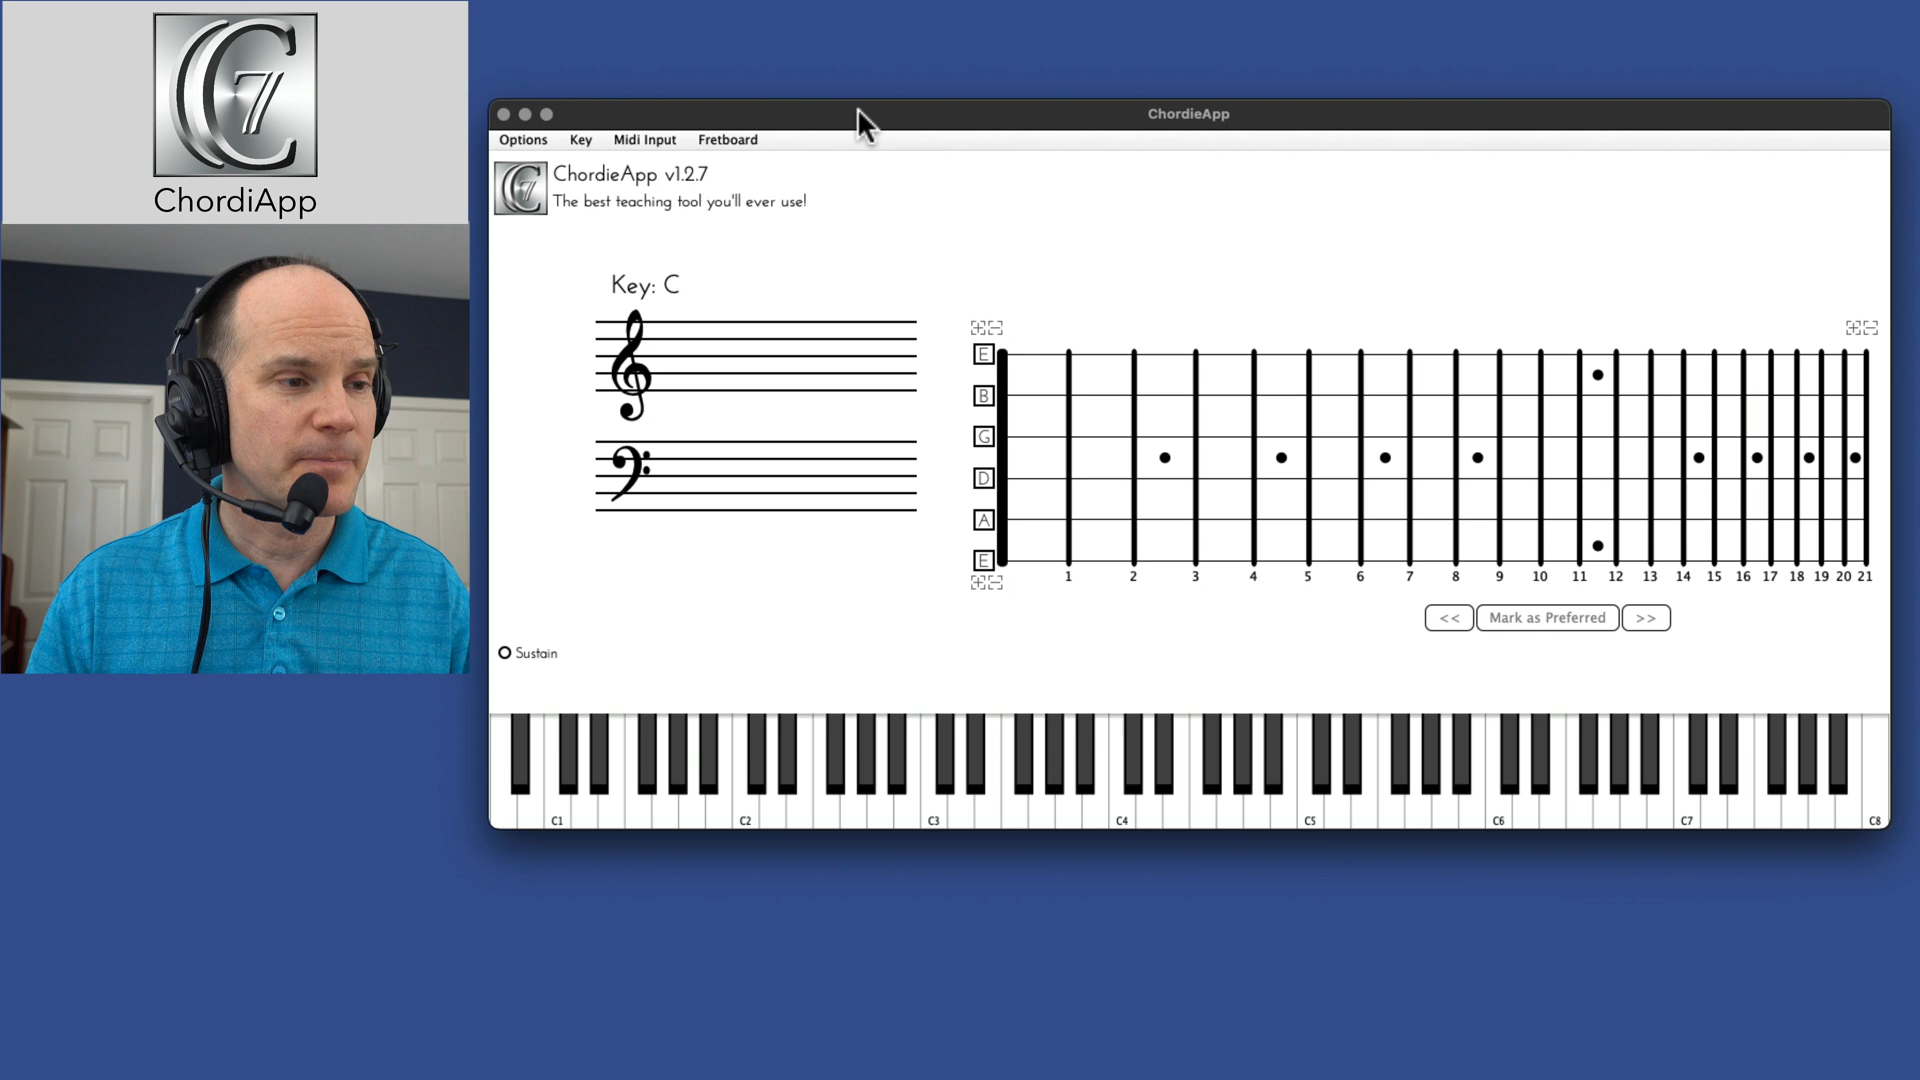 C7
ChordiApp
ChordieApp
Options Key Midi Input Fretboard
C7
ChordieApp v1.2.7
The best teaching tool you'll ever use!
Key: C
E
B
G
D
A
E
1 2 3 4 5 6 7 8 9 10 11 12 13 14 15 16 17 18 19 20 21
<< Mark as Preferred >>
Sustain
C1 C2 C3 C4 C5 C6 C7 C8